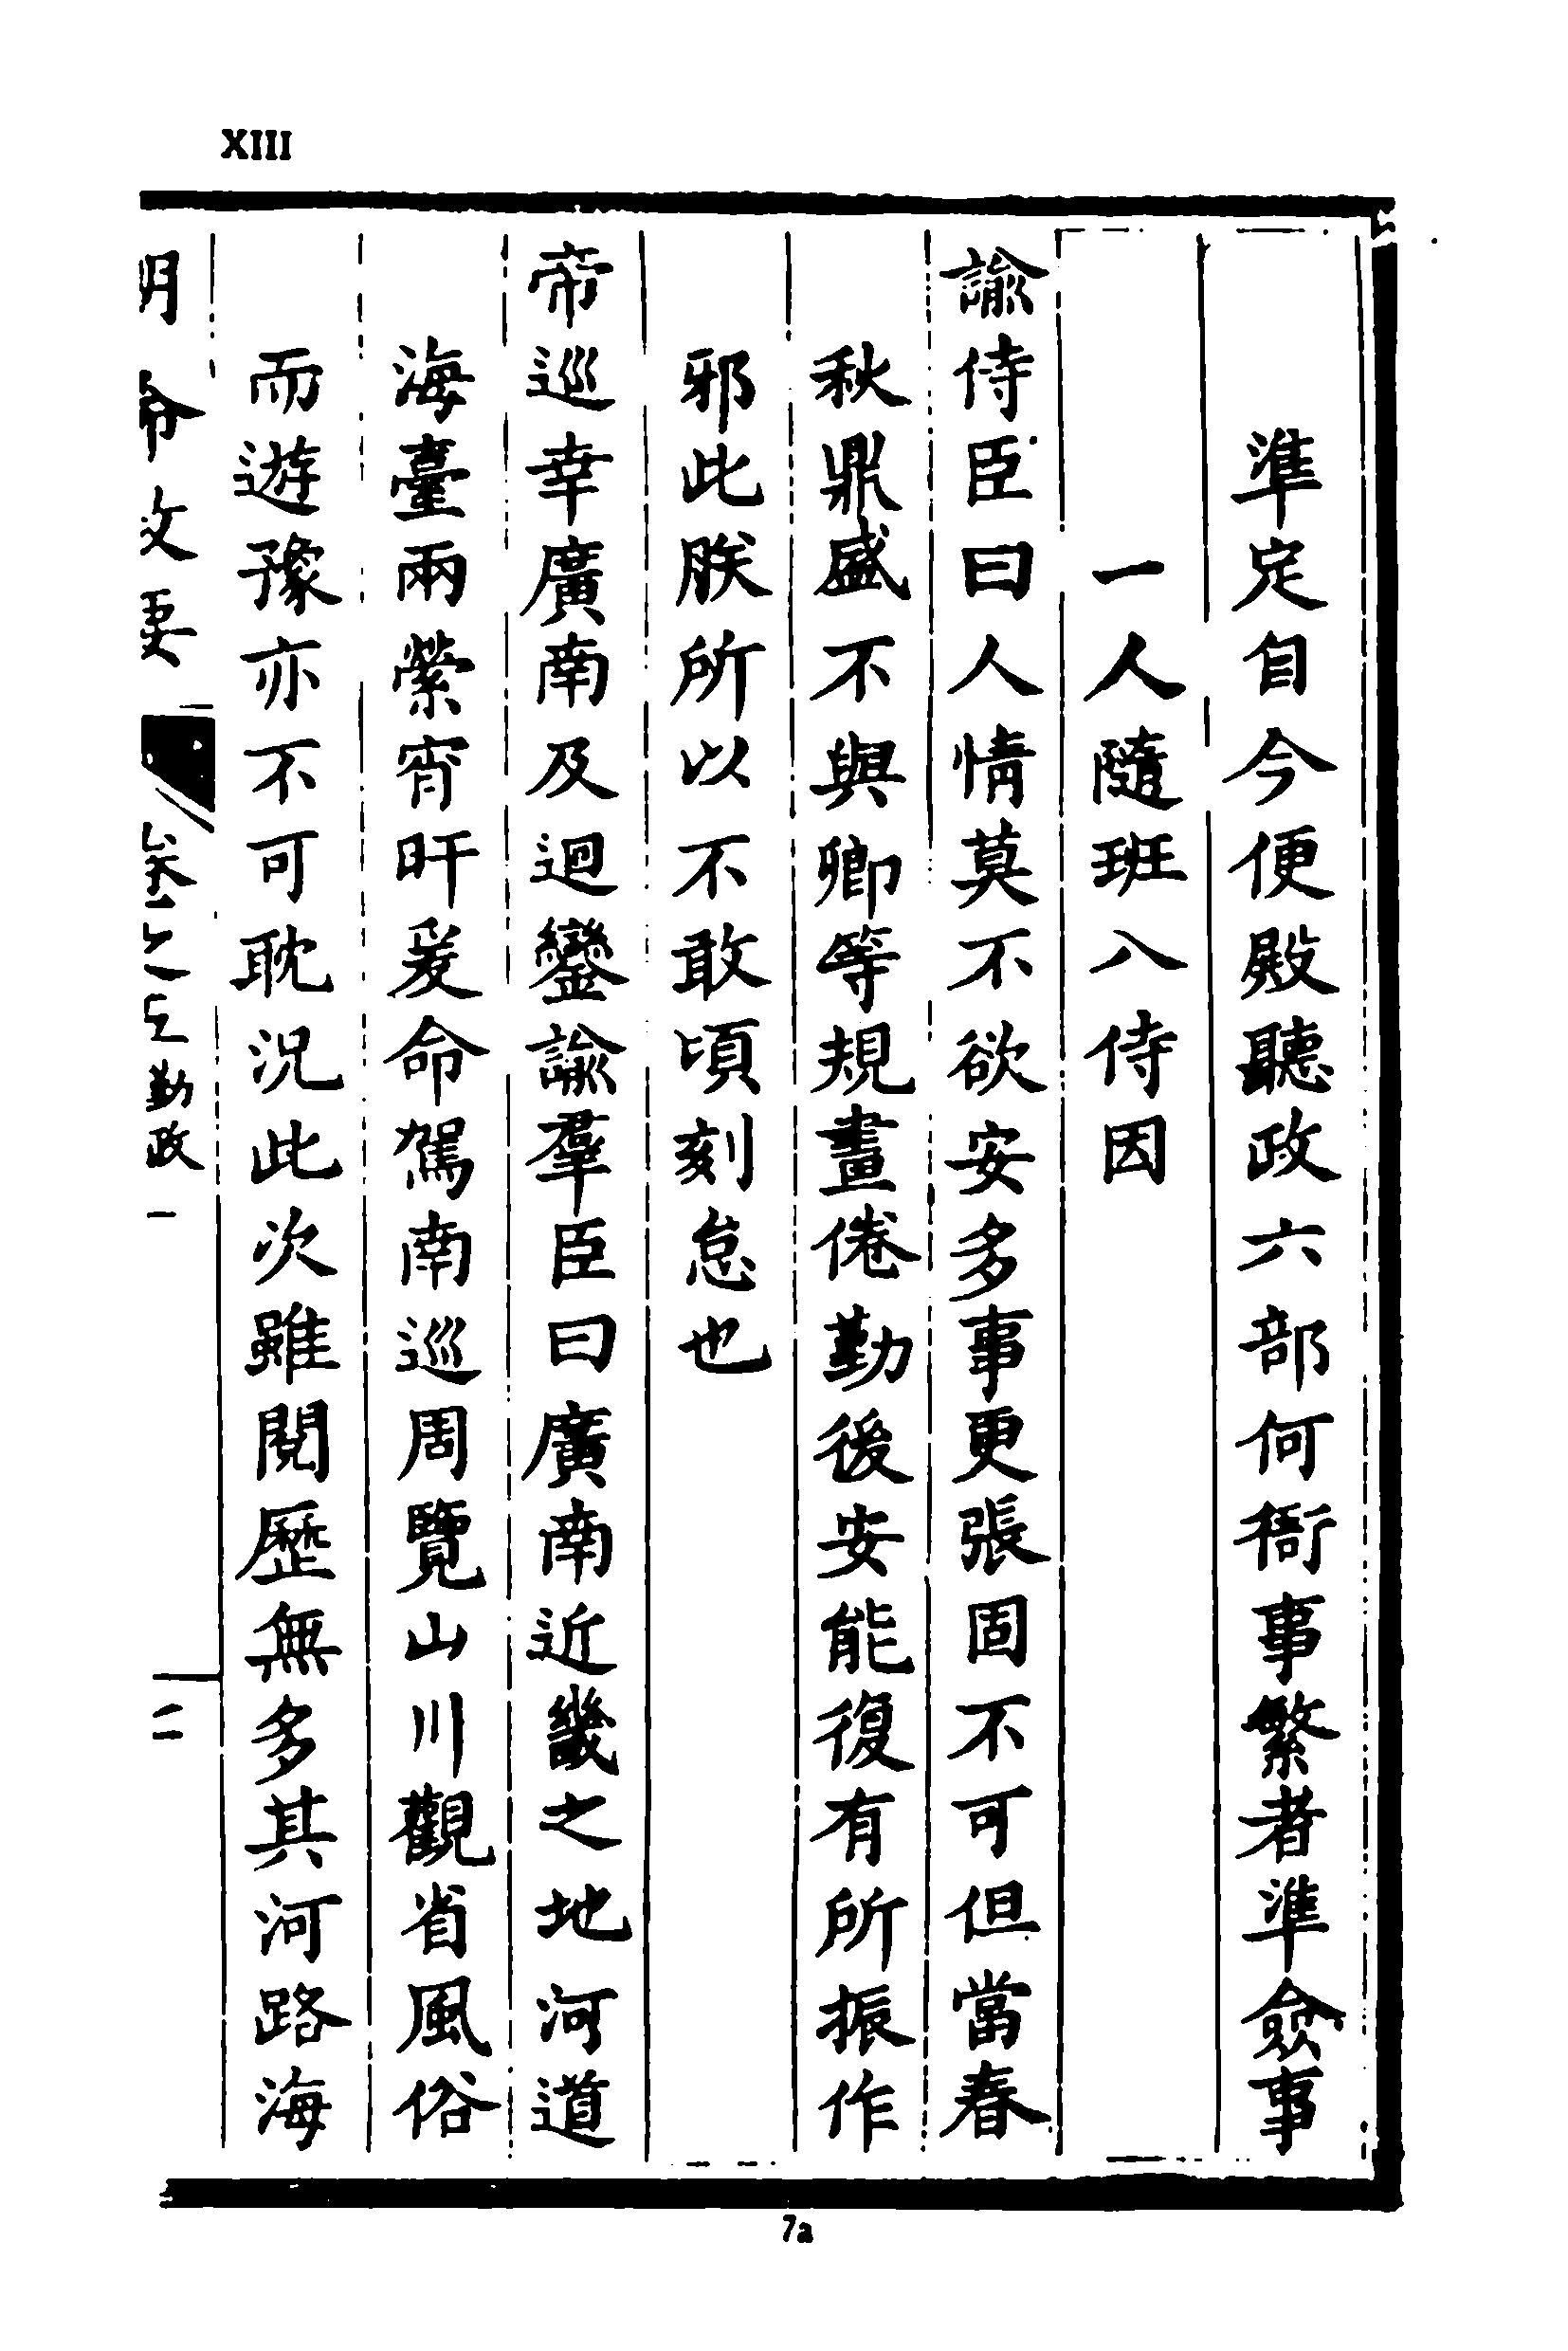 XIII
準定自今便殿聽政六部何衙事繁者準僉事
一人隨班八侍因
諭侍臣曰人情莫不欲安多事更張固不可但當春
秋鼎盛不與卿等規畫倦勤後安能復有所振作
邪此朕所以不敢頃刻怠也
帝巡幸廣南及迴鑾諭羣臣曰廣南近畿之地河道
海臺兩縈宵旰爰命駕南巡周覽山川觀省風俗
而遊豫亦不可耽況此次雖閱歷無多其河路海
明命政要 卷之五 勤政 一 二
7a